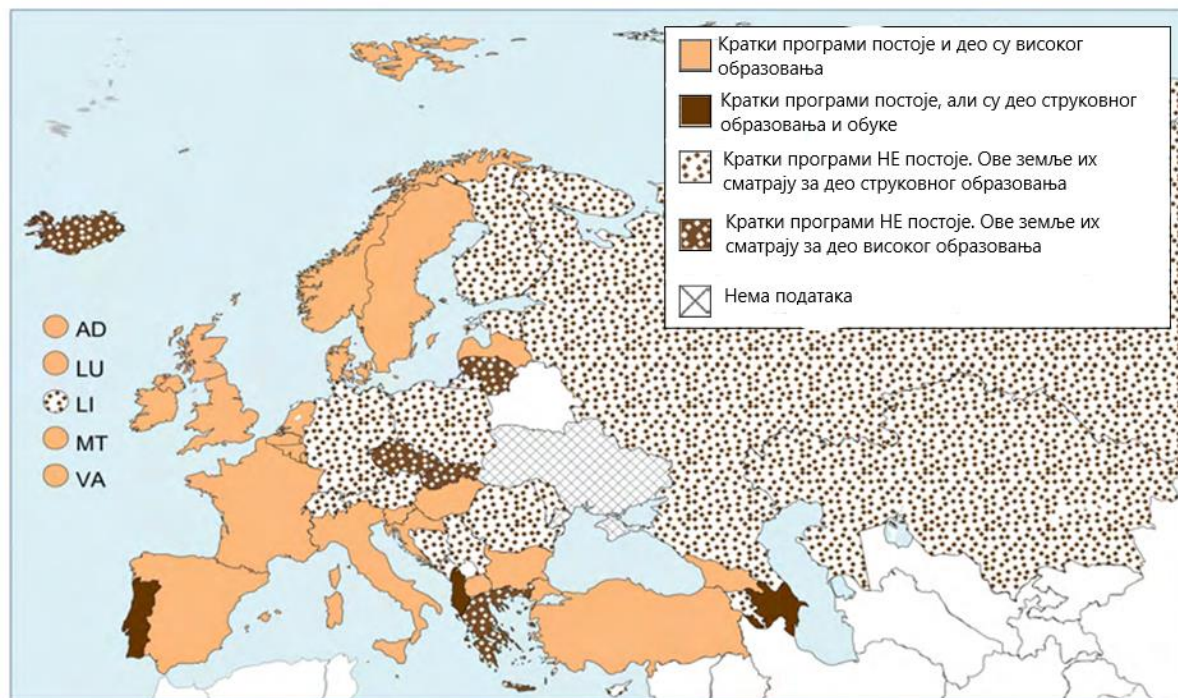 Кратки програми постоје и део су високог
образовања
Кратки програми постоје, али су део струковног
образовања и обуке
Кратки програми НЕ постоје. Ове земље их
сматрају за део струковног образовања
Кратки програми НЕ постоје. Ове земље их
сматрају за део високог образовања
Нема података
AD
LU
LI
MT
VA